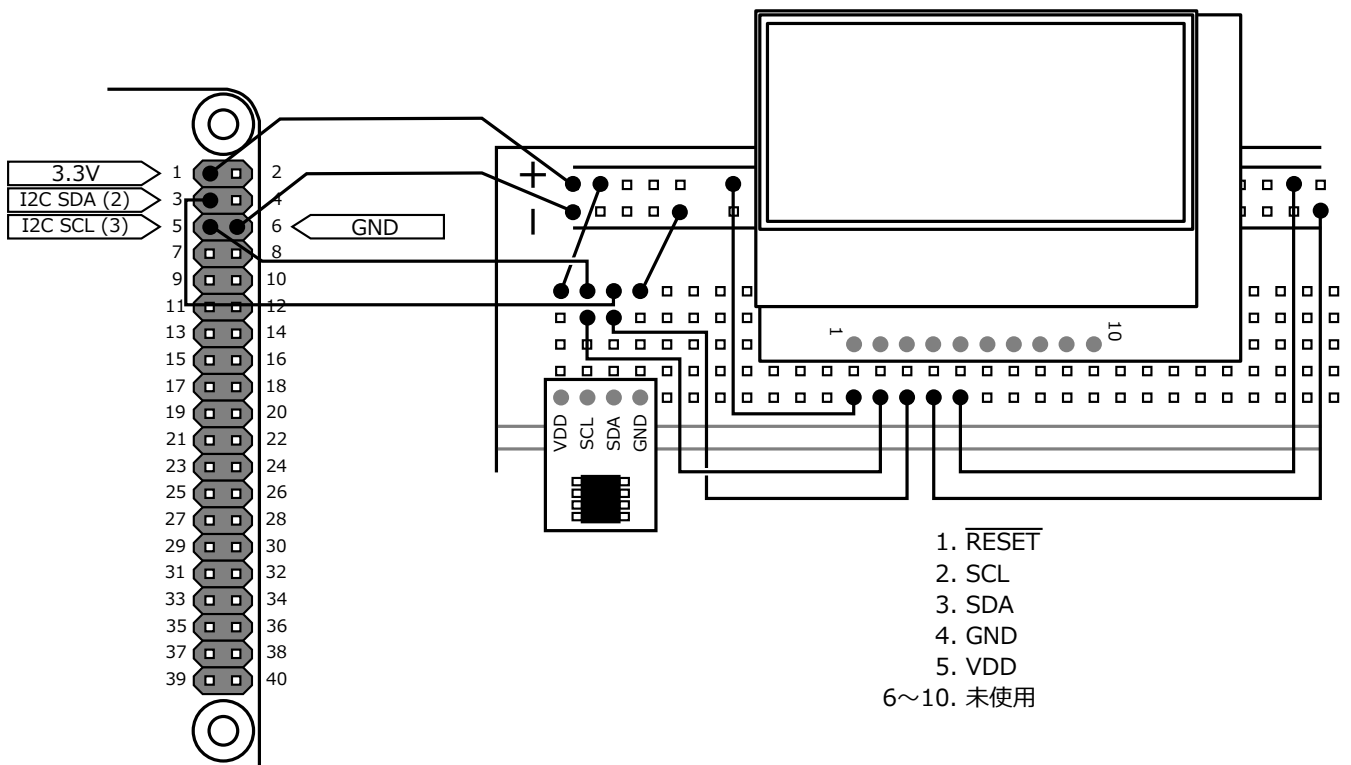 3.3V
I2C SDA (2)
I2C SCL (3)
GND
1 2
3 4
5 6
7 8
9 10
11 12
13 14
15 16
17 18
19 20
21 22
23 24
25 26
27 28
29 30
31 32
33 34
35 36
37 38
39 40
+
−
1 10
VDD
SCL
SDA
GND
1. RESET
2. SCL
3. SDA
4. GND
5. VDD
6～10. 未使用